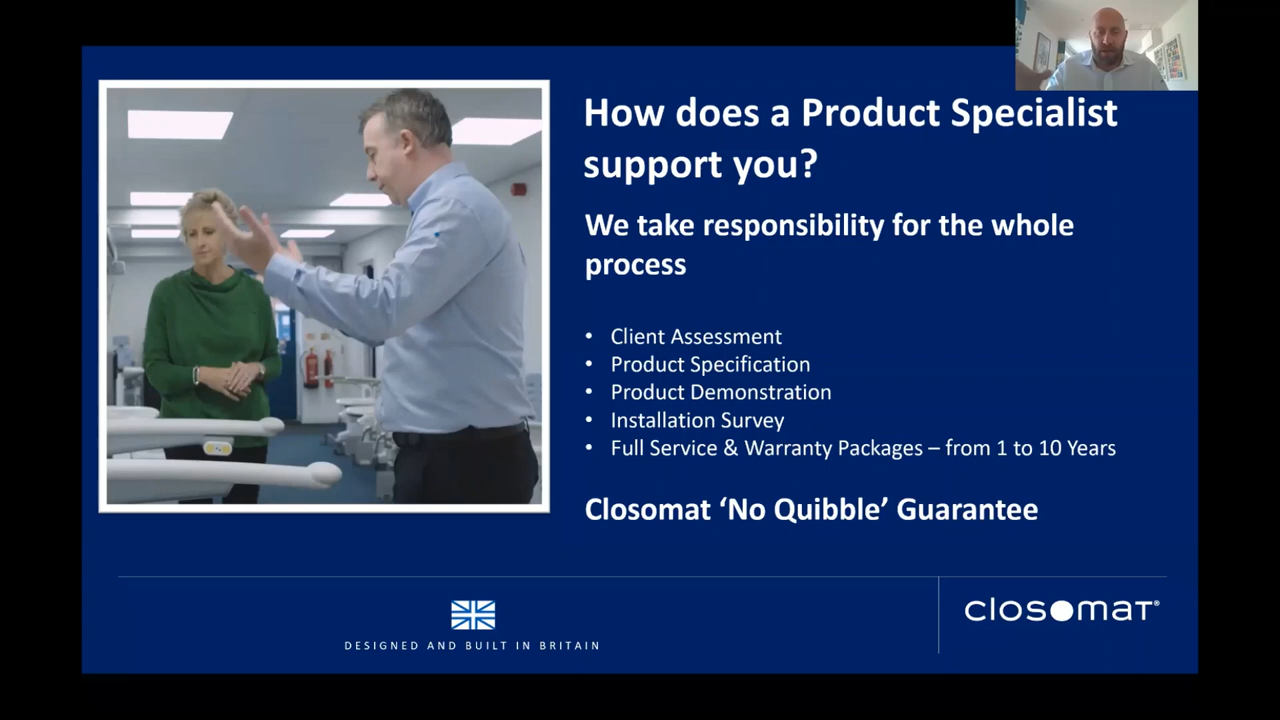 How does a Product Specialist
support you?
We take responsibility for the whole
process
• Client Assessment
• Product Specification
• Product Demonstration
• Installation Survey
• Full Service & Warranty Packages – from 1 to 10 Years
Closomat ‘No Quibble’ Guarantee
DESIGNED AND BUILT IN BRITAIN
closomat®